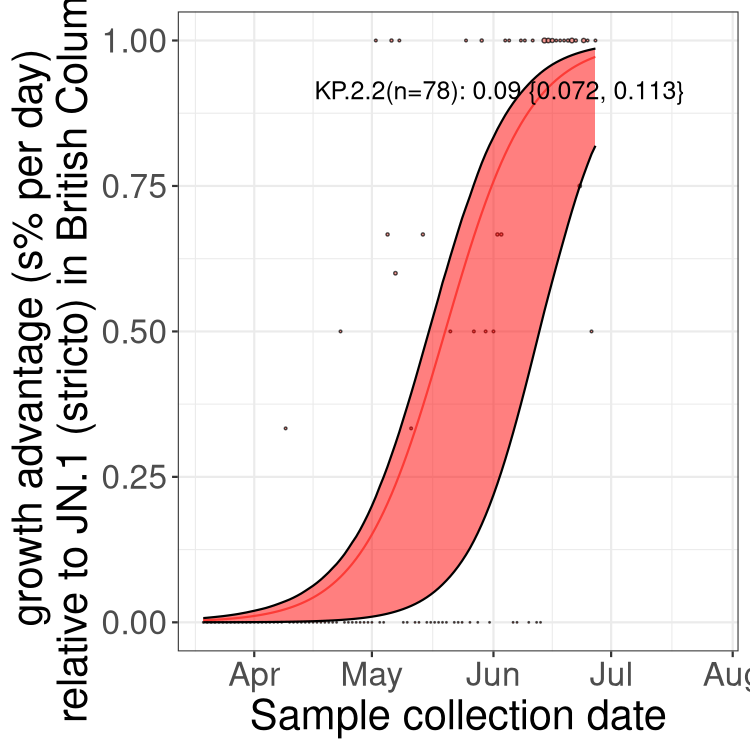 growth advantage (s% per day)
relative to JN.1 (stricto) in British Colum
1.00
0.75
0.50
0.25
0.00
KP.2.2(n=78): 0.09 {0.072, 0.113}
Apr May Jun Jul Aug
Sample collection date